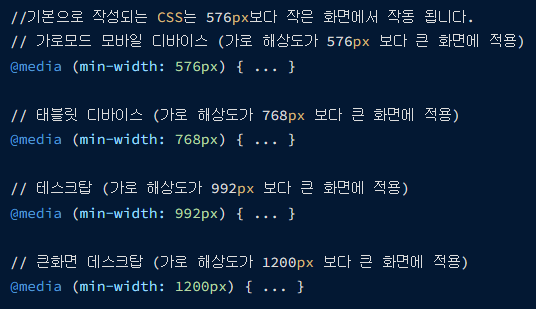 //기본으로 작성되는 CSS는 576px보다 작은 화면에서 작동 됩니다.
// 가로모드 모바일 디바이스 (가로 해상도가 576px 보다 큰 화면에 적용)
@media (min-width: 576px) { ... }
// 태블릿 디바이스 (가로 해상도가 768px 보다 큰 화면에 적용)
@media (min-width: 768px) { ... }
// 테스크탑 (가로 해상도가 992px 보다 큰 화면에 적용)
@media (min-width: 992px) { ... }
// 큰화면 데스크탑 (가로 해상도가 1200px 보다 큰 화면에 적용)
@media (min-width: 1200px) { ... }